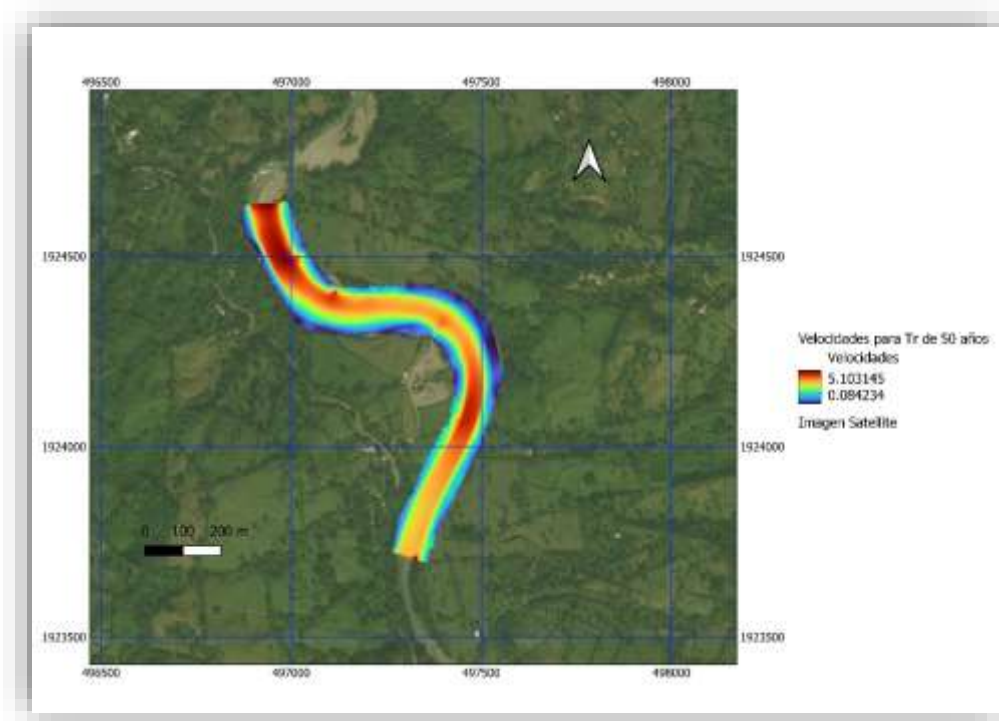 496500 497000 497500 498000
1924500 1924500
Velocidades para Tr de 50 años
Velocidades
5.103145
0.084234
Imagen Satellite
1924000 1924000
0 100 200 m
1923500 1923500
496500 497000 497500 498000